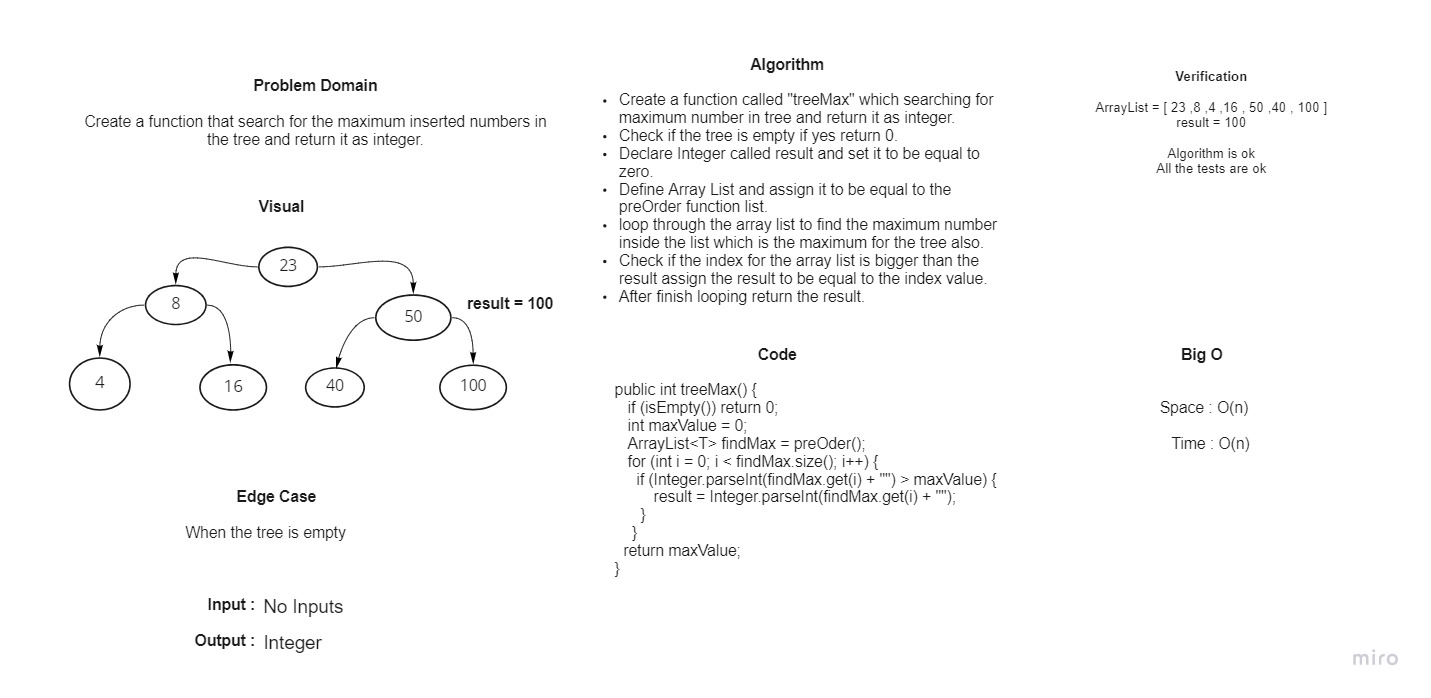 Problem Domain
Create a function that search for the maximum inserted numbers in
the tree and return it as integer.
Visual
23
8
50
result = 100
4
16
40
100
Edge Case
When the tree is empty
Input : No Inputs
Output : Integer
Algorithm
• Create a function called "treeMax" which searching for
maximum number in tree and return it as integer.
• Check if the tree is empty if yes return 0.
• Declare Integer called result and set it to be equal to
zero.
• Define Array List and assign it to be equal to the
preOrder function list.
• loop through the array list to find the maximum number
inside the list which is the maximum for the tree also.
• Check if the index for the array list is bigger than the
result assign the result to be equal to the index value.
• After finish looping return the result.
Code
public int treeMax() {
if (isEmpty()) return 0;
int maxValue = 0;
ArrayList<T> findMax = preOder();
for (int i = 0; i < findMax.size(); i++) {
if (Integer.parseInt(findMax.get(i) + "") > maxValue) {
result = Integer.parseInt(findMax.get(i) + "");
}
}
return maxValue;
}
Verification
ArrayList = [ 23 ,8 ,4 ,16 , 50 ,40 , 100 ]
result = 100
Algorithm is ok
All the tests are ok
Big O
Space : O(n)
Time : O(n)
miro